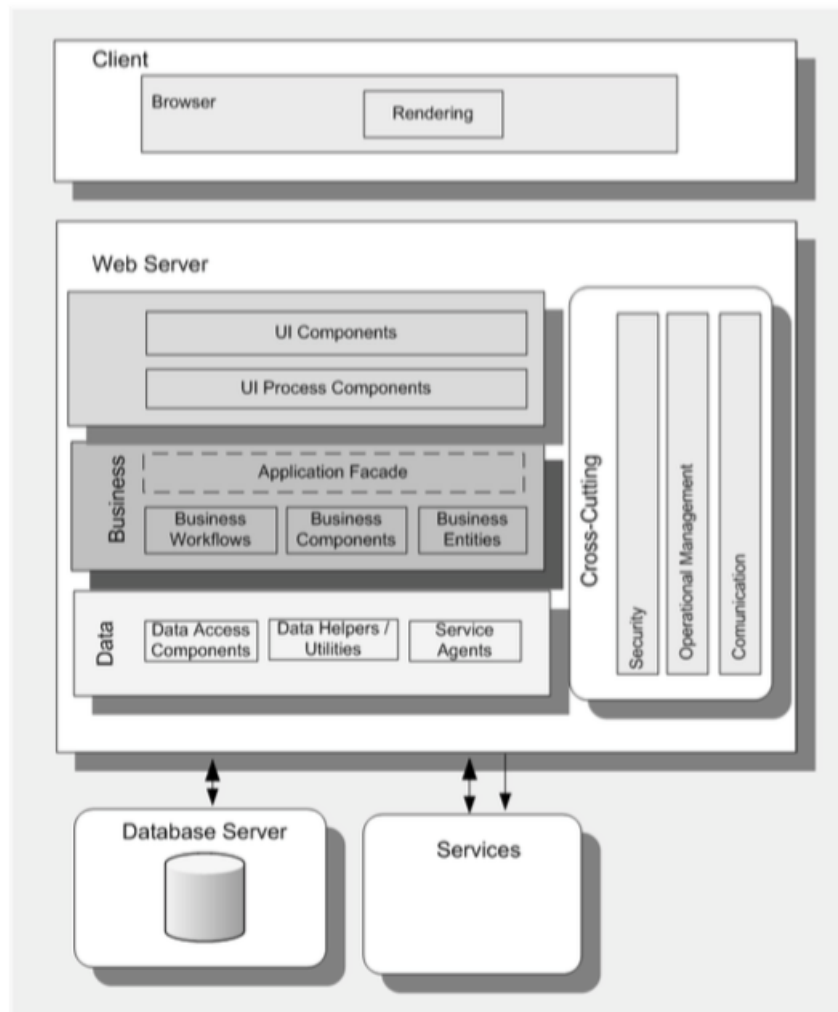 Client
Browser
Rendering
Web Server
UI Components
UI Process Components
Business
Application Facade
Business
Workflows
Business
Components
Business
Entities
Data
Data Access
Components
Data Helpers /
Utilities
Service
Agents
Cross-Cutting
Security
Operational Management
Comunication
Database Server
Services